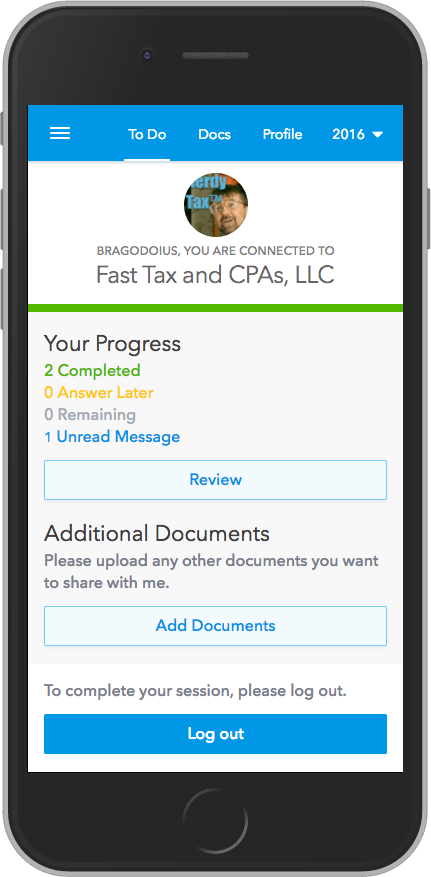 To Do Docs Profile 2016
Tax™
BRAGODOIUS, YOU ARE CONNECTED TO
Fast Tax and CPAs, LLC
Your Progress
2 Completed
0 Answer Later
0 Remaining
1 Unread Message
Review
Additional Documents
Please upload any other documents you want
to share with me.
Add Documents
To complete your session, please log out.
Log out